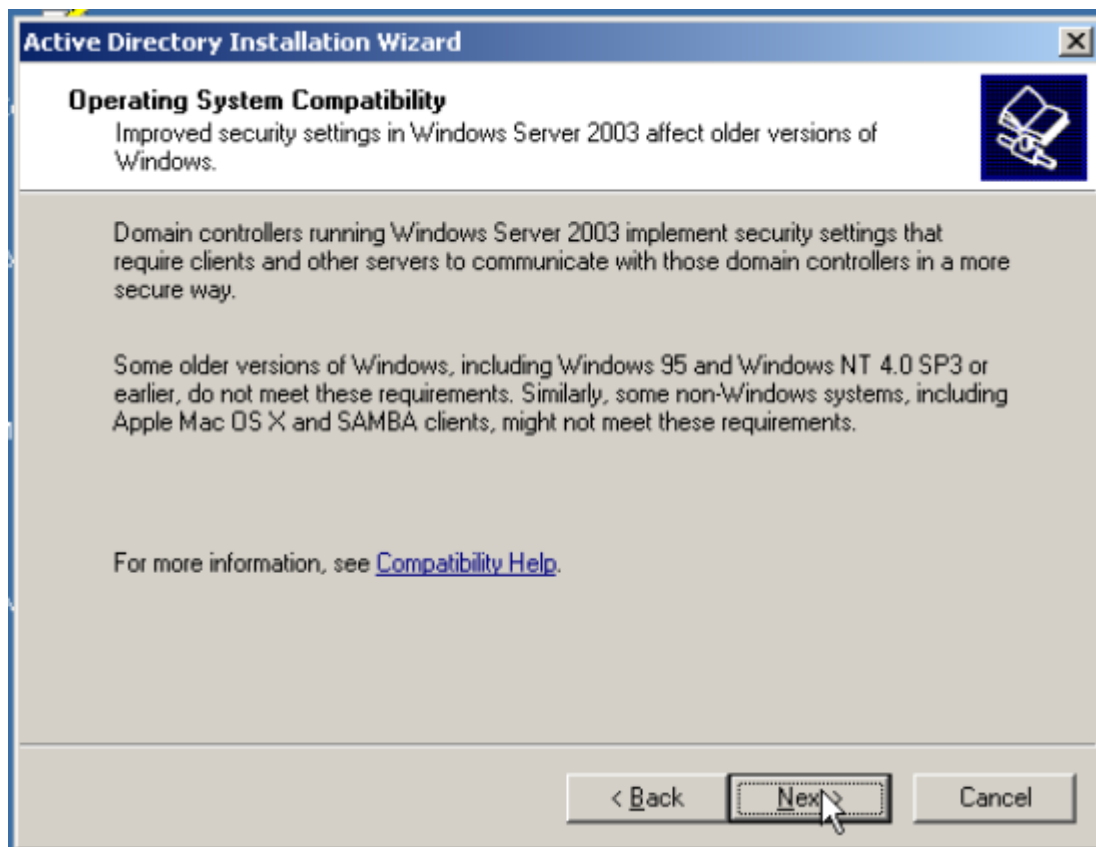 Active Directory Installation Wizard
Operating System Compatibility
Improved security settings in Windows Server 2003 affect older versions of
Windows.
Domain controllers running Windows Server 2003 implement security settings that
require clients and other servers to communicate with those domain controllers in a more
secure way.
Some older versions of Windows, including Windows 95 and Windows NT 4.0 SP3 or
earlier, do not meet these requirements. Similarly, some non-Windows systems, including
Apple Mac OS X and SAMBA clients, might not meet these requirements.
For more information, see Compatibility Help.
< Back Next > Cancel